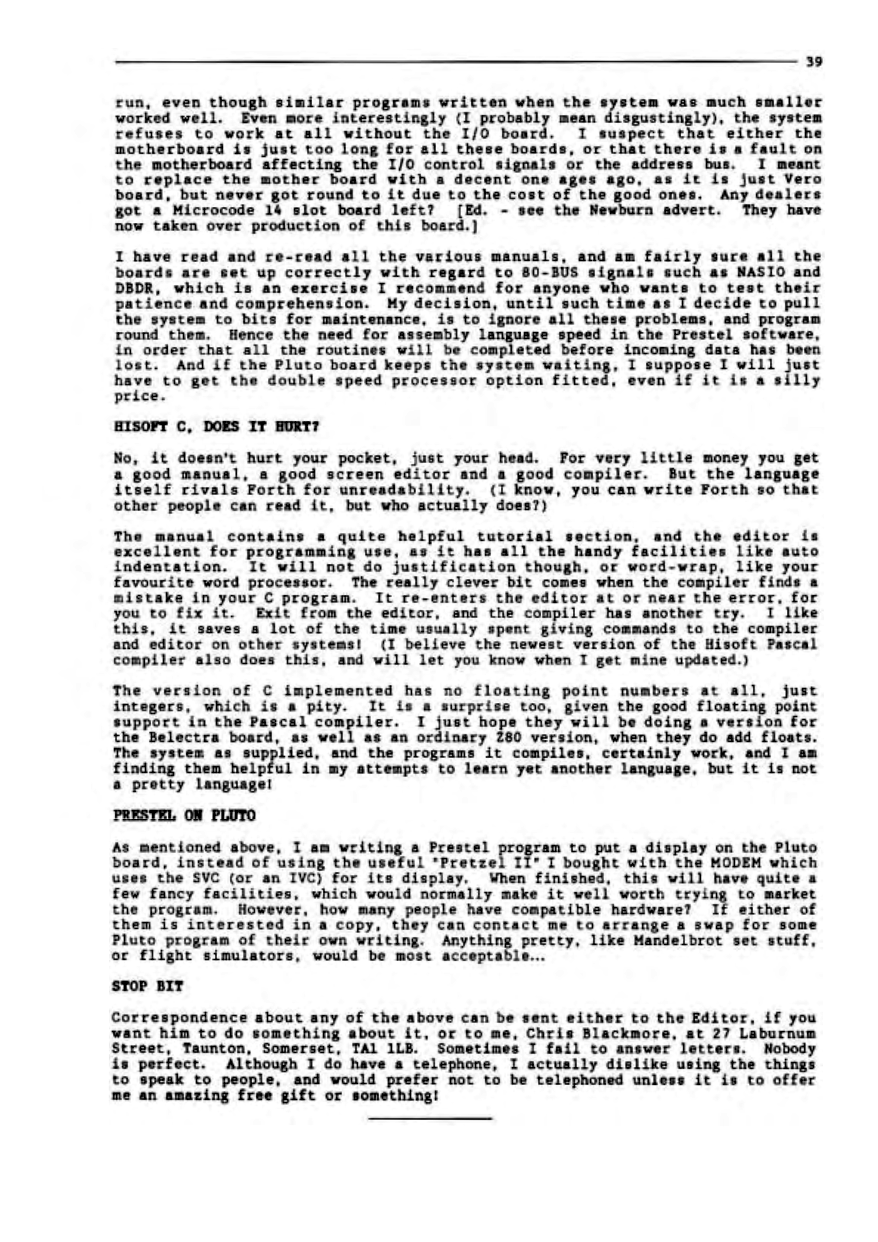 39
run, even though similar programs written when the system was much smaller
worked well. Even more interestingly (I probably mean disgustingly), the system
refuses to work at all without the I/O board. I suspect that either the
motherboard is just too long for all these boards, or that there is a fault on
the motherboard affecting the I/O control signals or the address bus. I meant
to replace the mother board with a decent one ages ago, as it is just Vero
board, but never got round to it due to the cost of the good ones. Any dealers
got a Microcode 14 slot board left? [Ed. - see the Newburn advert. They have
now taken over production of this board.]
I have read and re-read all the various manuals, and am fairly sure all the
boards are set up correctly with regard to 80-BUS signals such as NASIO and
DBDR, which is an exercise I recommend for anyone who wants to test their
patience and comprehension. My decision, until such time as I decide to pull
the system to bits for maintenance, is to ignore all these problems, and program
round them. Hence the need for assembly language speed in the Prestel software,
in order that all the routines will be completed before incoming data has been
lost. And if the Pluto board keeps the system waiting, I suppose I will just
have to get the double speed processor option fitted, even if it is a silly
price.
HISOFT C, DOES IT HURT?
No, it doesn't hurt your pocket, just your head. For very little money you get
a good manual, a good screen editor and a good compiler. But the language
itself rivals Forth for unreadability. (I know, you can write Forth so that
other people can read it, but who actually does?)
The manual contains a quite helpful tutorial section, and the editor is
excellent for programming use, as it has all the handy facilities like auto
indentation. It will not do justification though, or word-wrap, like your
favourite word processor. The really clever bit comes when the compiler finds a
mistake in your C program. It re-enters the editor at or near the error, for
you to fix it. Exit from the editor, and the compiler has another try. I like
this, it saves a lot of the time usually spent giving commands to the compiler
and editor on other systems! (I believe the newest version of the Hisoft Pascal
compiler also does this, and will let you know when I get mine updated.)
The version of C implemented has no floating point numbers at all, just
integers, which is a pity. It is a surprise too, given the good floating point
support in the Pascal compiler. I just hope they will be doing a version for
the Belectra board, as well as an ordinary Z80 version, when they do add floats.
The system as supplied, and the programs it compiles, certainly work, and I am
finding them helpful in my attempts to learn yet another language, but it is not
a pretty language!
PRESTEL ON PLUTO
As mentioned above, I am writing a Prestel program to put a display on the Pluto
board, instead of using the useful "Pretzel II" I bought with the MODEM which
uses the SVC (or an IVC) for its display. When finished, this will have quite a
few fancy facilities, which would normally make it well worth trying to market
the program. However, how many people have compatible hardware? If either of
them is interested in a copy, they can contact me to arrange a swap for some
Pluto program of their own writing. Anything pretty, like Mandelbrot set stuff,
or flight simulators, would be most acceptable...
STOP BIT
Correspondence about any of the above can be sent either to the Editor, if you
want him to do something about it, or to me, Chris Blackmore, at 27 Laburnum
Street, Taunton, Somerset, TA1 1LB. Sometimes I fail to answer letters. Nobody
is perfect. Although I do have a telephone, I actually dislike using the things
to speak to people, and would prefer not to be telephoned unless it is to offer
me an amazing free gift or something!